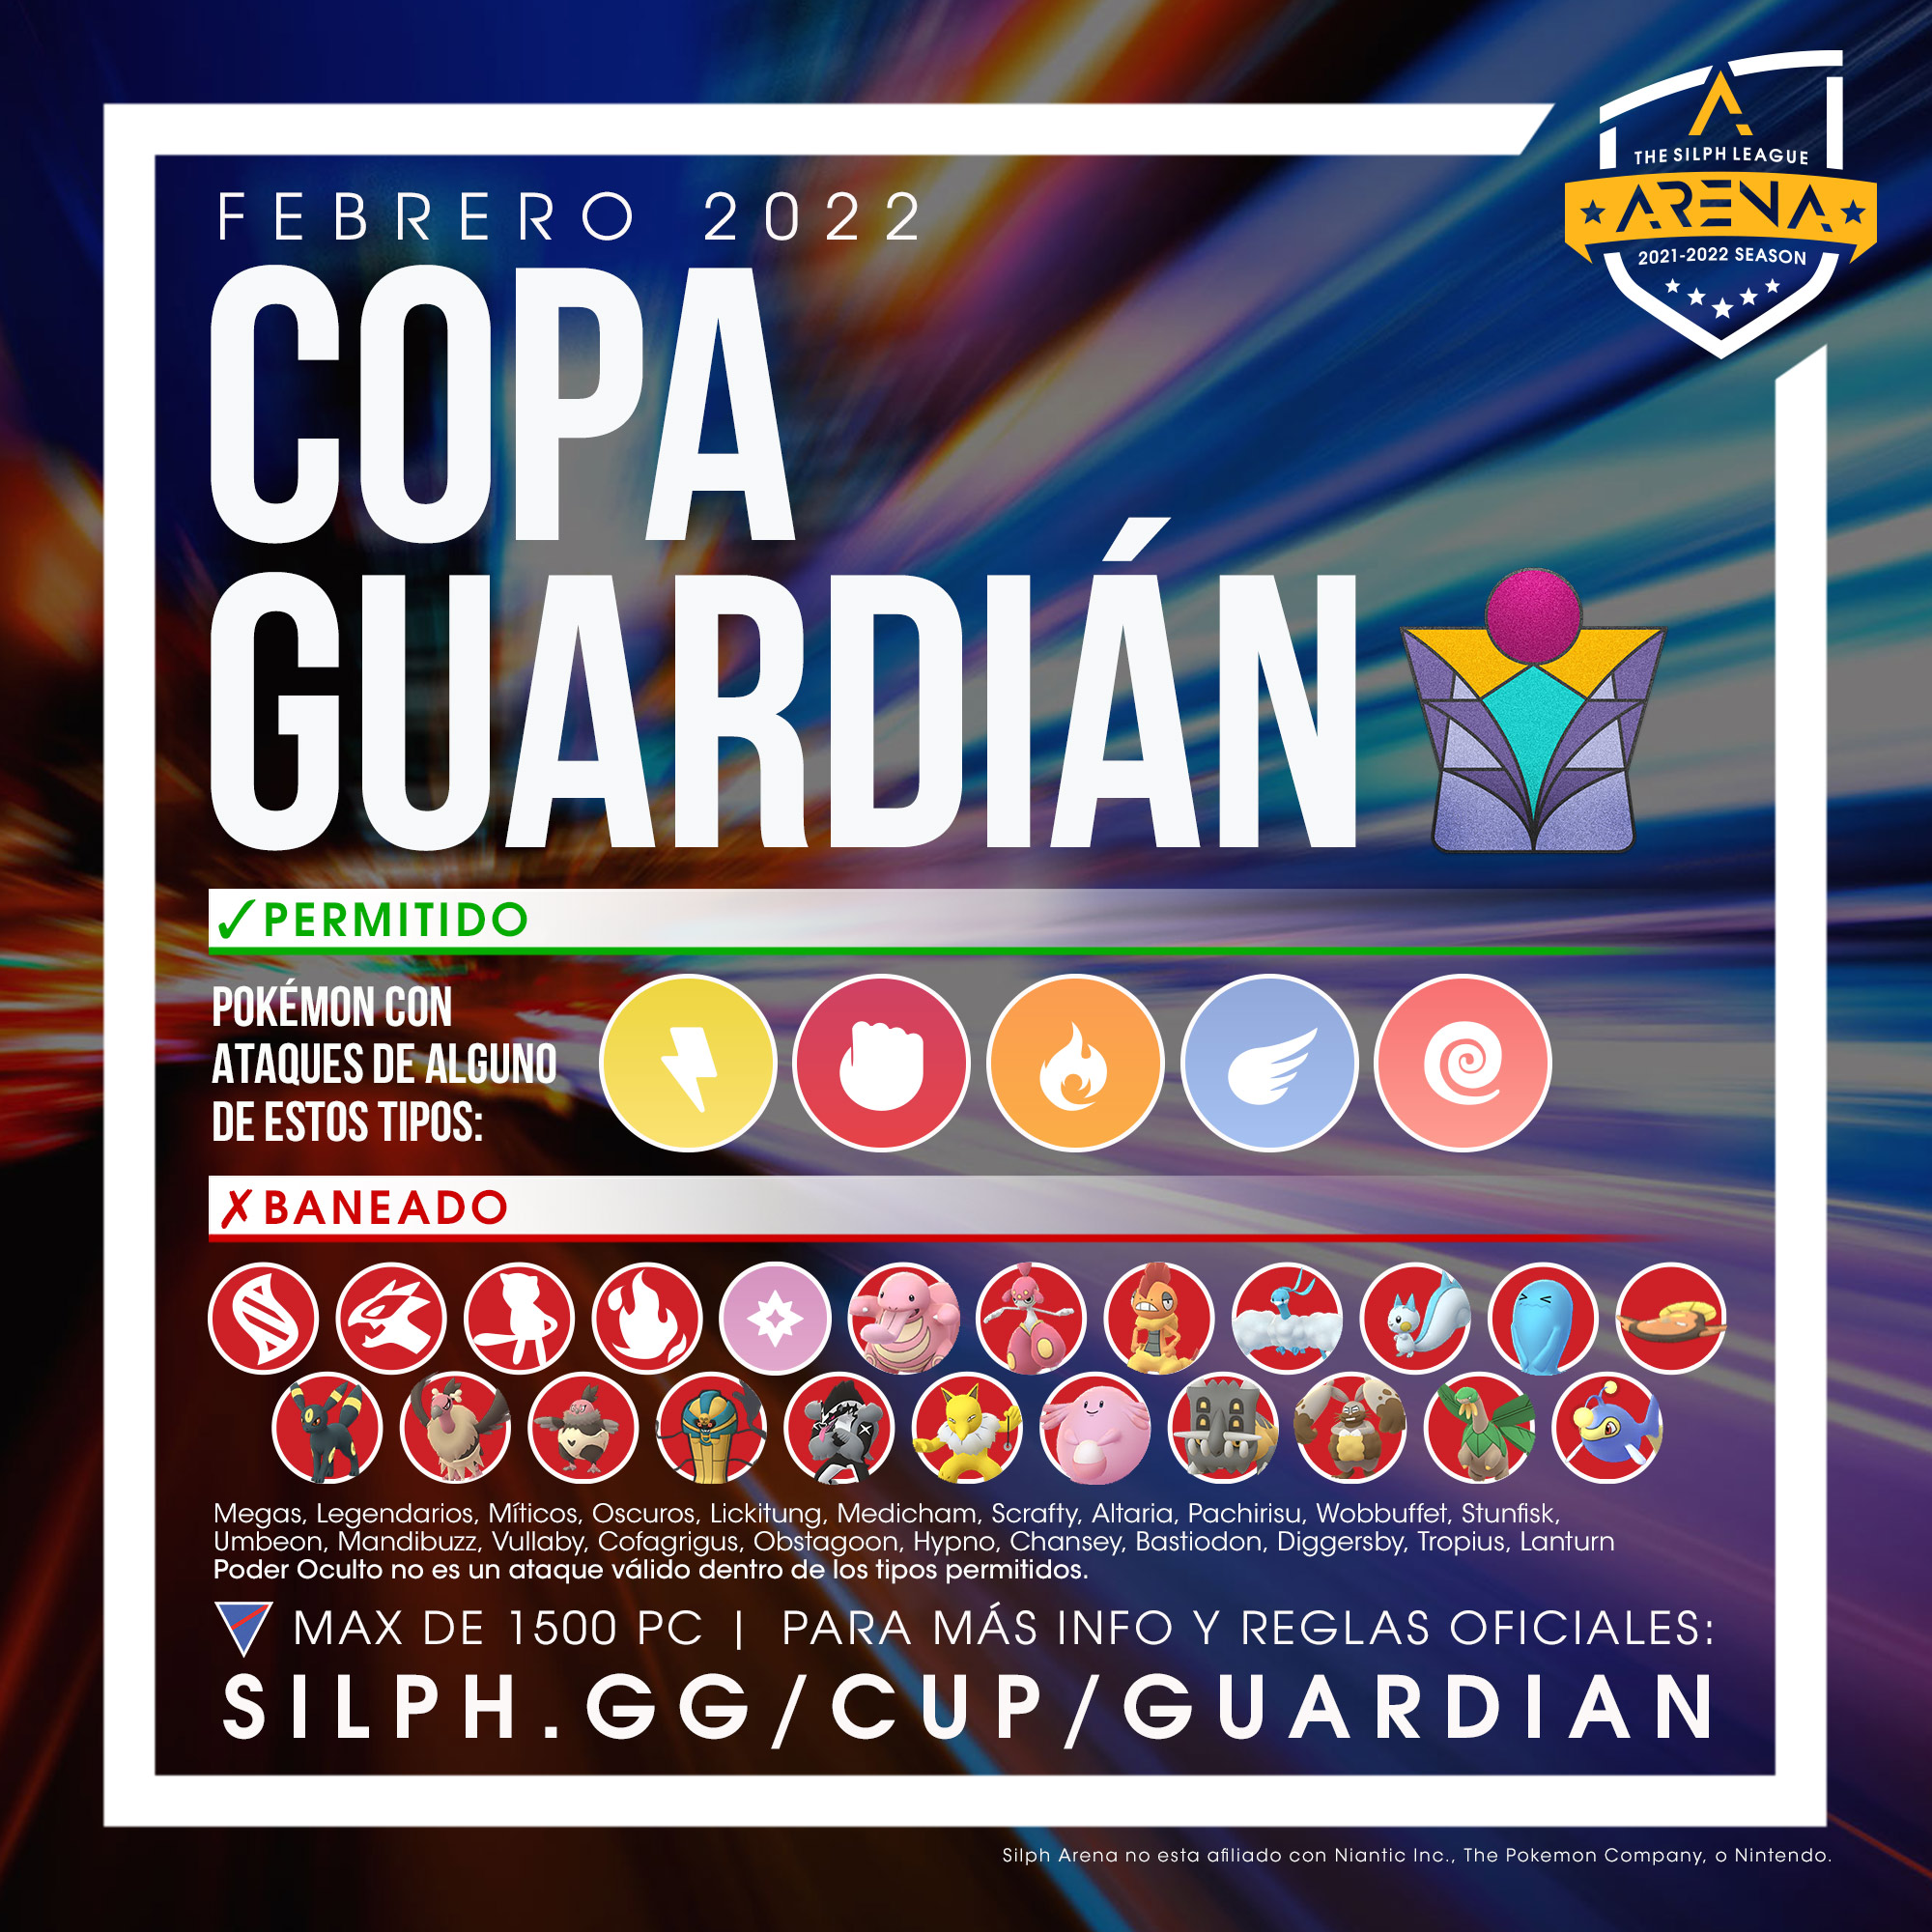 THE SILPH LEAGUE
ARENA
2021-2022 SEASON
FEBRERO 2022
COPA
GUARDIÁN
✓PERMITIDO
POKÉMON CON
ATAQUES DE ALGUNO
DE ESTOS TIPOS:
✗BANEADO
Megas, Legendarios, Míticos, Oscuros, Lickitung, Medicham, Scrafty, Altaria, Pachirisu, Wobbuffet, Stunfisk,
Umbeon, Mandibuzz, Vullaby, Cofagrigus, Obstagoon, Hypno, Chansey, Bastiodon, Diggersby, Tropius, Lanturn
Poder Oculto no es un ataque válido dentro de los tipos permitidos.
MAX DE 1500 PC | PARA MÁS INFO Y REGLAS OFICIALES:
SILPH.GG/CUP/GUARDIAN
Silph Arena no esta afiliado con Niantic Inc., The Pokemon Company, o Nintendo.